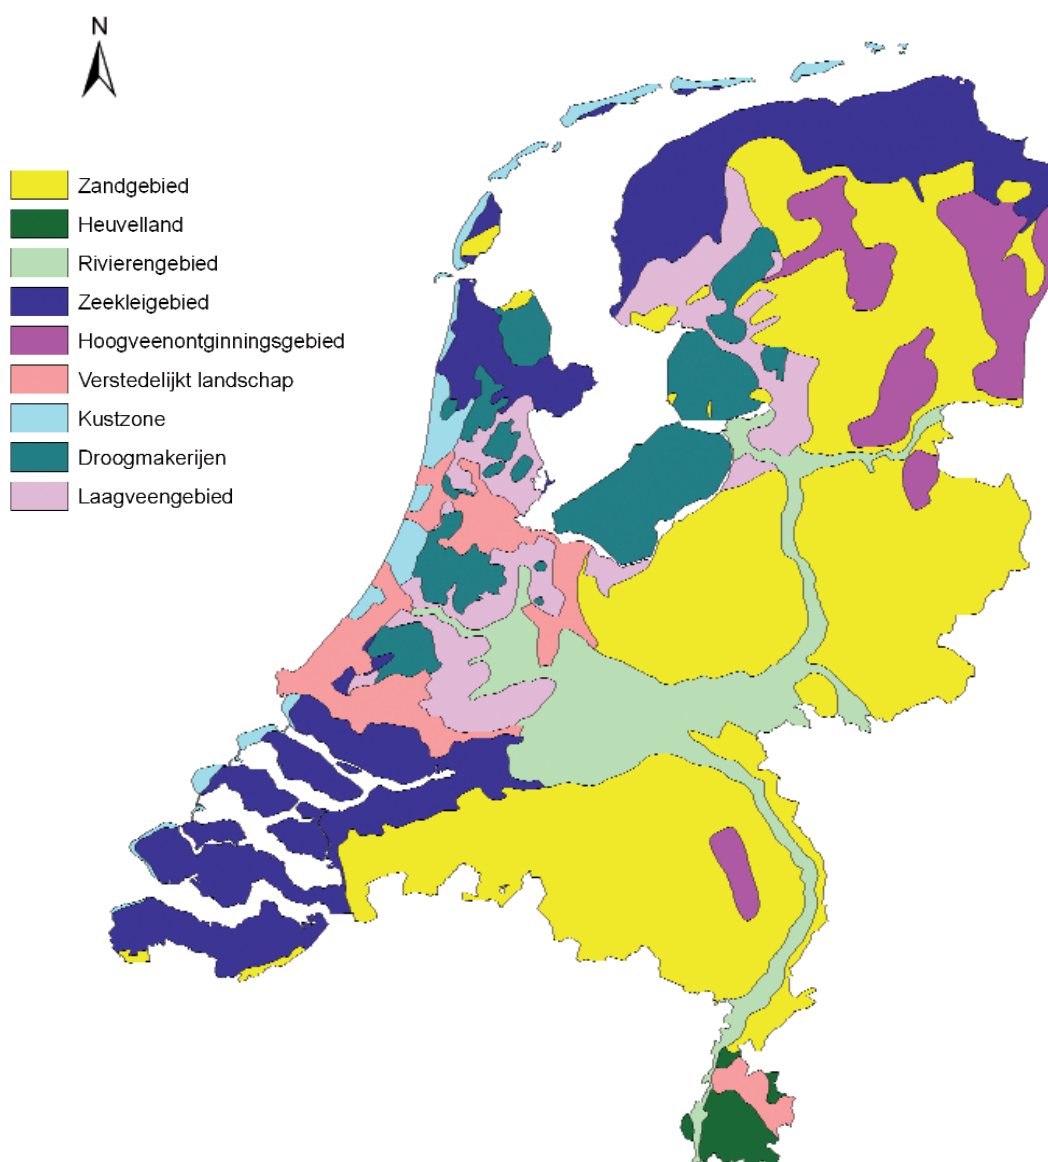 N
Zandgebied
Heuvelland
Rivierengebied
Zeekleigebied
Hoogveenontginningsgebied
Verstedelijkt landschap
Kustzone
Droogmakerijen
Laagveengebied